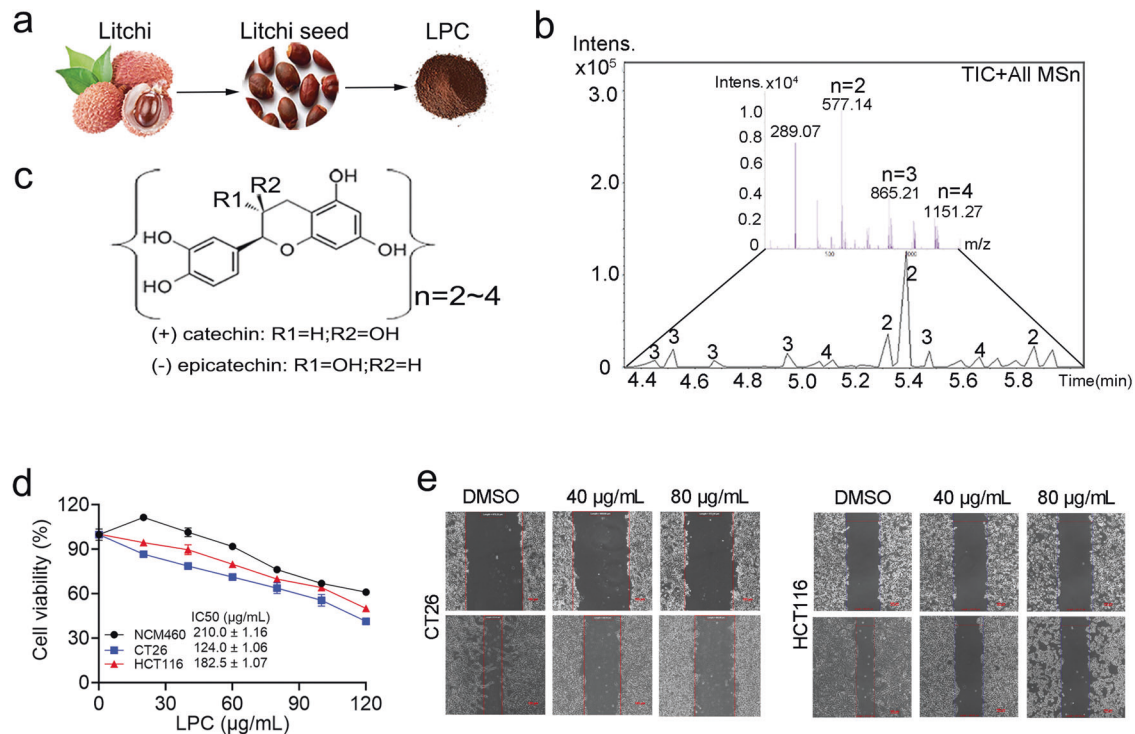 a
Litchi
Litchi seed
LPC
b
Intens.
x10⁵
TIC+All MSn
3.0
2.0
1.0
0
Intens.x10⁴
1.0
0.8
0.6
0.4
0.2
0
289.07
n=2
577.14
n=3
865.21
n=4
1151.27
m/z
3
3
3
3
4
2
2
3
4
2
4.4
4.6
4.8
5.0
5.2
5.4
5.6
5.8
Time(min)
c
R1
R2
OH
HO
HO
O
OH
n=2~4
(+) catechin: R1=H;R2=OH
(-) epicatechin: R1=OH;R2=H
d
Cell viability (%)
120
90
60
30
0
IC50 (µg/mL)
NCM460 210.0 ± 1.16
CT26 124.0 ± 1.06
HCT116 182.5 ± 1.07
0
30
60
90
120
LPC (µg/mL)
e
DMSO
40 µg/mL
80 µg/mL
CT26
DMSO
40 µg/mL
80 µg/mL
HCT116